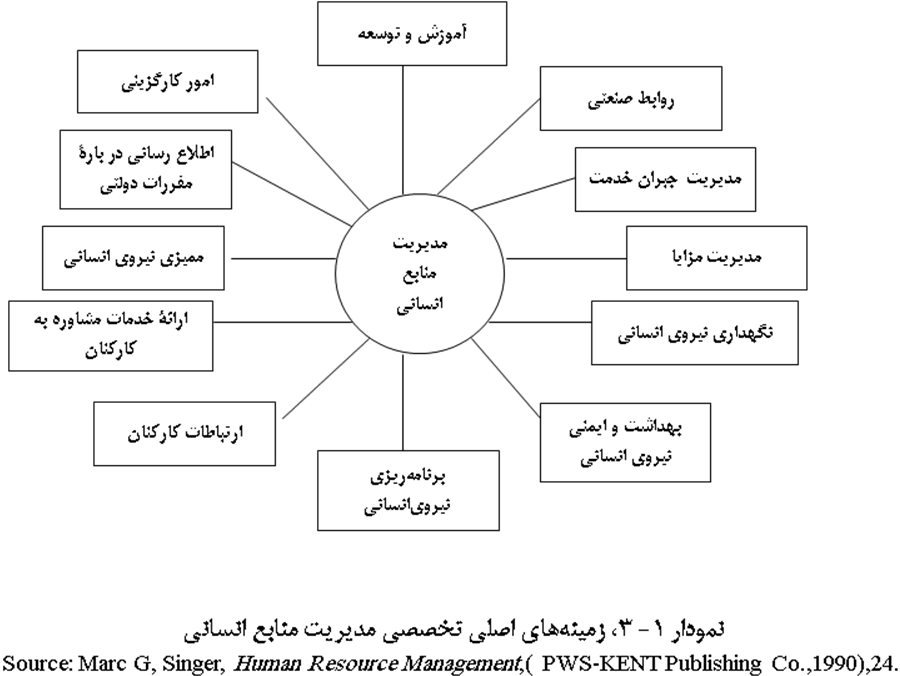 آموزش و توسعه
امور کارگزینی
روابط صنعتی
اطلاع رسانی در بارۀ
مقررات دولتی
مدیریت جبران خدمت
مدیریت
منابع
انسانی
ممیزی نیروی انسانی
مدیریت مزایا
ارائۀ خدمات مشاوره به
کارکنان
نگهداری نیروی انسانی
ارتباطات کارکنان
بهداشت و ایمنی
نیروی انسانی
برنامه‌ریزی
نیروی‌انسانی
نمودار ۱ - ۳، زمینه‌های اصلی تخصصی مدیریت منابع انسانی
Source: Marc G, Singer, Human Resource Management,( PWS-KENT Publishing Co.,1990),24.